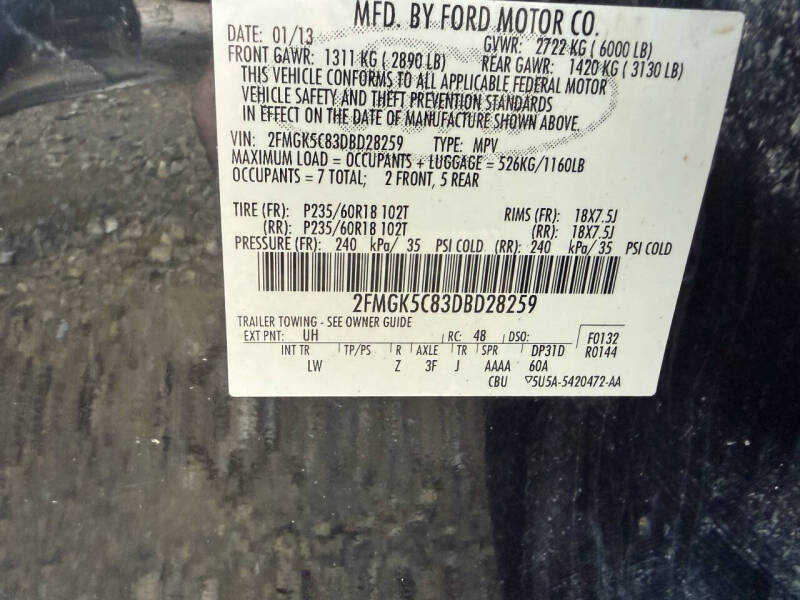 MFD. BY FORD MOTOR CO.
DATE: 01/13 GVWR: 2722 KG ( 6000 LB)
FRONT GAWR: 1311 KG ( 2890 LB) REAR GAWR: 1420 KG ( 3130 LB)
THIS VEHICLE CONFORMS TO ALL APPLICABLE FEDERAL MOTOR
VEHICLE SAFETY AND THEFT PREVENTION STANDARDS
IN EFFECT ON THE DATE OF MANUFACTURE SHOWN ABOVE.
VIN: 2FMGK5C83DBD28259 TYPE: MPV
MAXIMUM LOAD = OCCUPANTS + LUGGAGE = 526KG/1160LB
OCCUPANTS = 7 TOTAL; 2 FRONT, 5 REAR
TIRE (FR): P235/60R18 102T RIMS (FR): 18X7.5J
(RR): P235/60R18 102T (RR): 18X7.5J
PRESSURE (FR): 240 kPa/ 35 PSI COLD (RR): 240 kPa/ 35 PSI COLD
2FMGK5C83DBD28259
TRAILER TOWING - SEE OWNER GUIDE
EXT PNT: UH RC: 48 DSO: F0132
INT TR TP/PS R AXLE TR SPR DP31D R0144
LW Z 3F J AAAA 60A
CBU ▽5U5A-5420472-AA